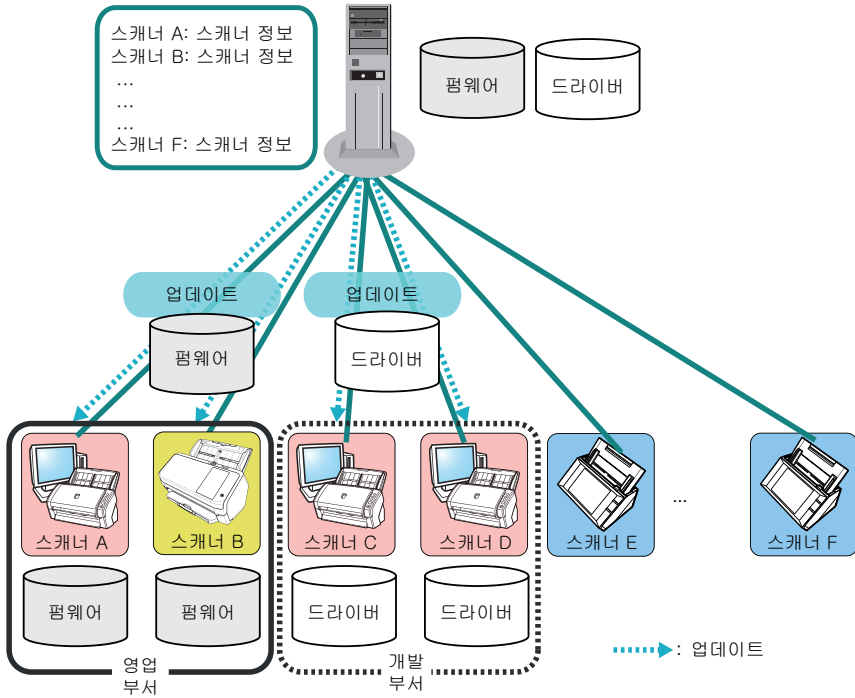 스캐너 A: 스캐너 정보
스캐너 B: 스캐너 정보
...
...
...
스캐너 F: 스캐너 정보
펌웨어
드라이버
업데이트
업데이트
펌웨어
드라이버
스캐너 A
스캐너 B
스캐너 C
스캐너 D
스캐너 E
...
스캐너 F
펌웨어
펌웨어
드라이버
드라이버
영업
부서
개발
부서
: 업데이트